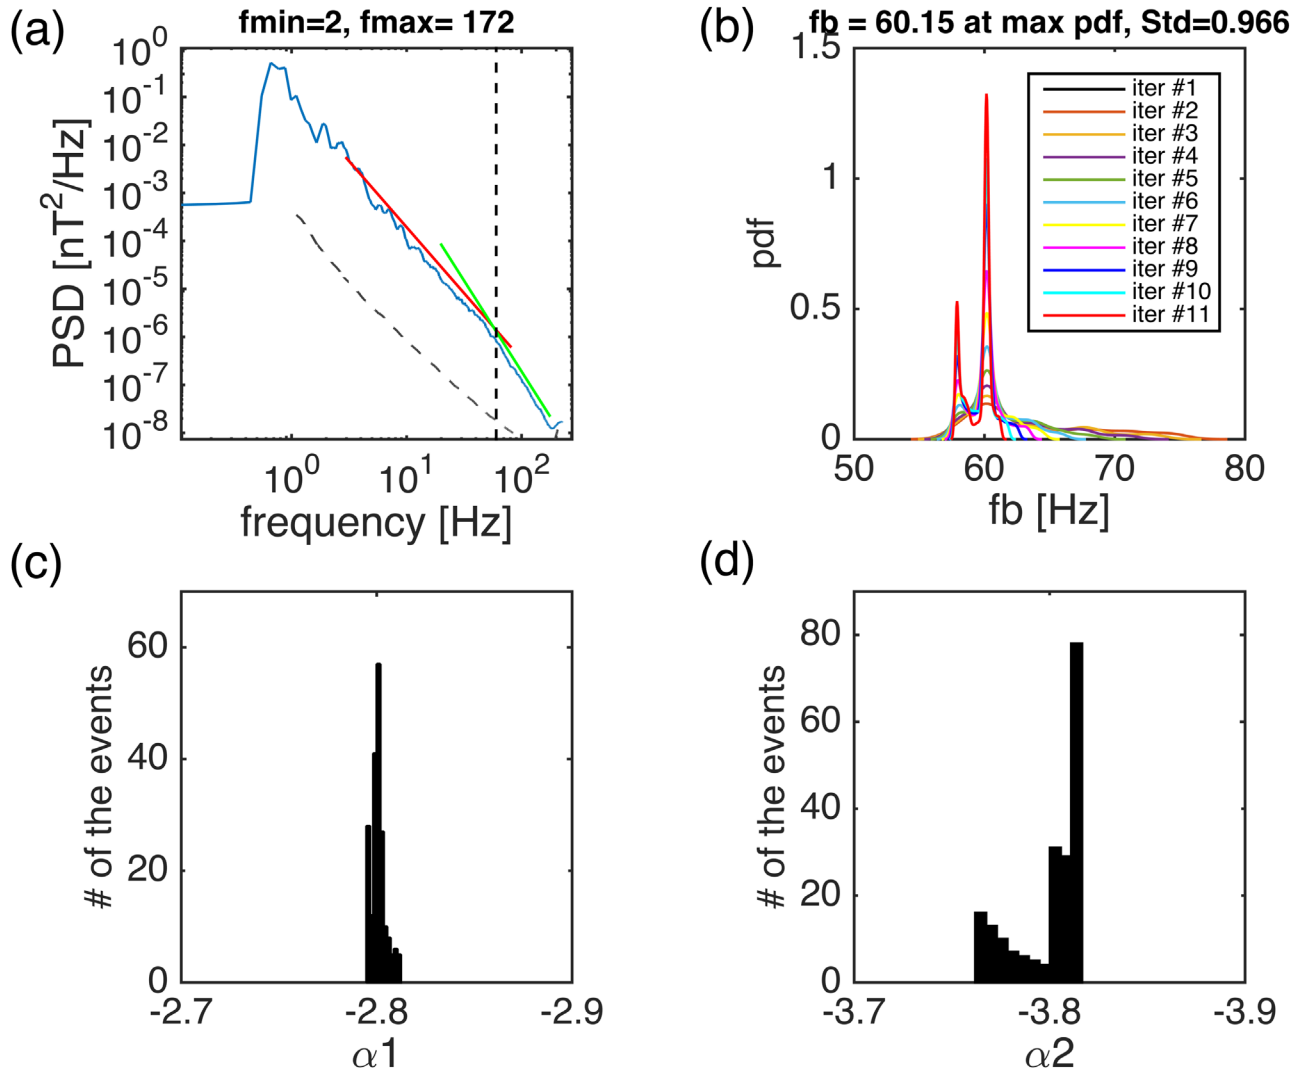 (a)
fmin=2, fmax= 172
10^0
10^-1
10^-2
10^-3
10^-4
10^-5
10^-6
10^-7
10^-8
PSD [nT^2/Hz]
10^0 10^1 10^2
frequency [Hz]
(b)
fb = 60.15 at max pdf, Std=0.966
1.5
1
0.5
0
pdf
iter #1
iter #2
iter #3
iter #4
iter #5
iter #6
iter #7
iter #8
iter #9
iter #10
iter #11
50 60 70 80
fb [Hz]
(c)
60
40
20
0
# of the events
-2.7 -2.8 -2.9
α1
(d)
80
60
40
20
0
# of the events
-3.7 -3.8 -3.9
α2